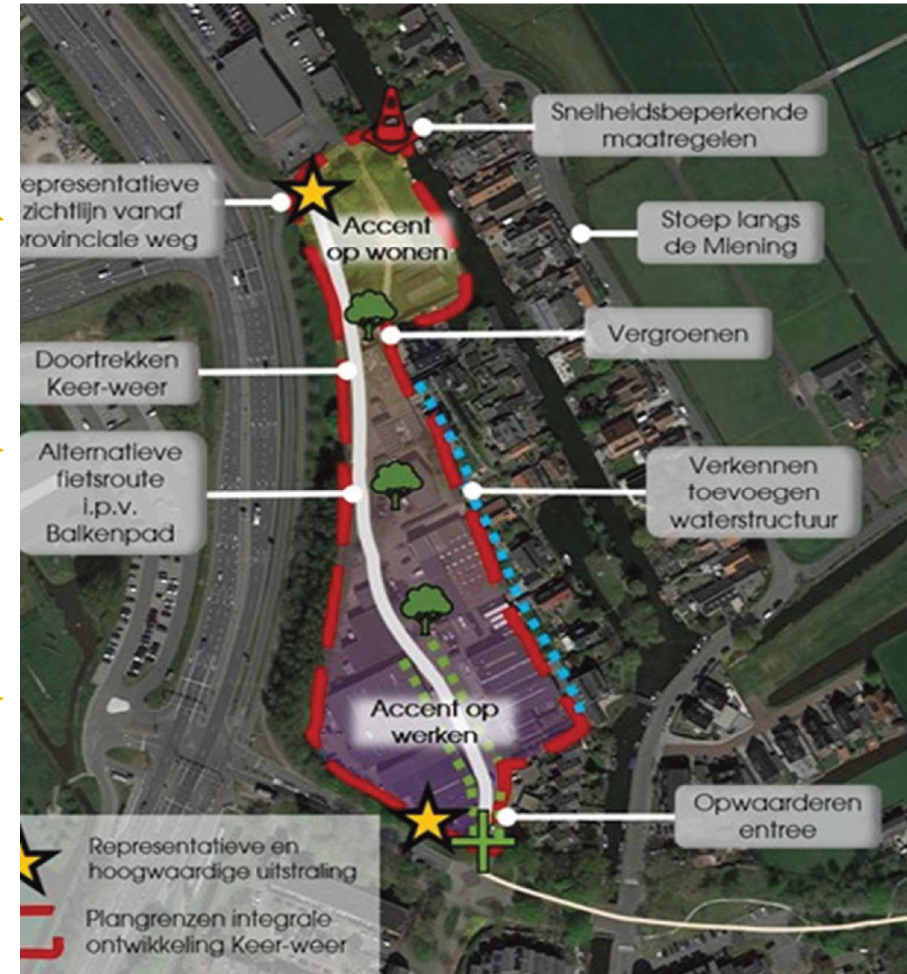 Snelheidsbeperkende
maatregelen
epresentatieve
zichtlijn vanaf
provinciale weg
Accent
op wonen
Stoep langs
de Miening
Vergroenen
Doortrekken
Keer-weer
Alternatieve
fietsroute
i.p.v.
Balkenpad
Verkennen
toevoegen
waterstructuur
Accent op
werken
Opwaarderen
entree
Representatieve en
hoogwaardige uitstraling
Plangrenzen integrale
ontwikkeling Keer-weer